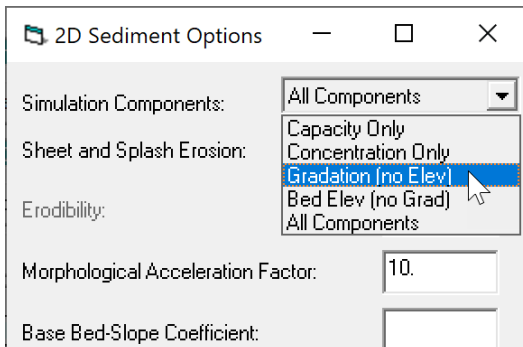 2D Sediment Options
Simulation Components: All Components
Capacity Only
Sheet and Splash Erosion: Concentration Only
Gradation (no Elev)
Erodibility: Bed Elev (no Grad)
All Components
Morphological Acceleration Factor: 10.
Base Bed-Slope Coefficient: